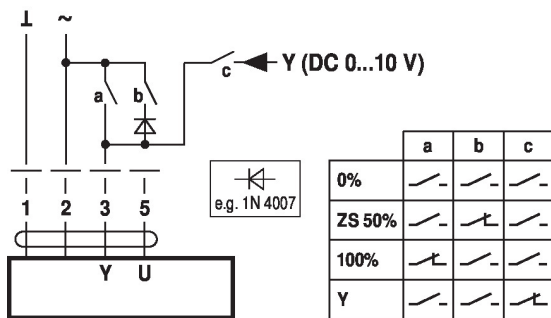 ⊥ ~
a b c Y (DC 0...10 V)
1 2 3 5
Y U
e.g. 1N 4007
a b c
0%
ZS 50%
100%
Y